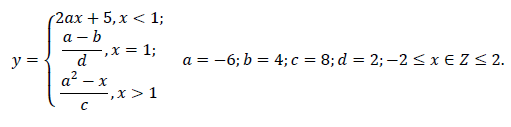 y = { 2ax + 5, x < 1;
(a − b)/d, x = 1;
(a² − x)/c, x > 1
a = −6; b = 4; c = 8; d = 2; −2 ≤ x ∈ Z ≤ 2.